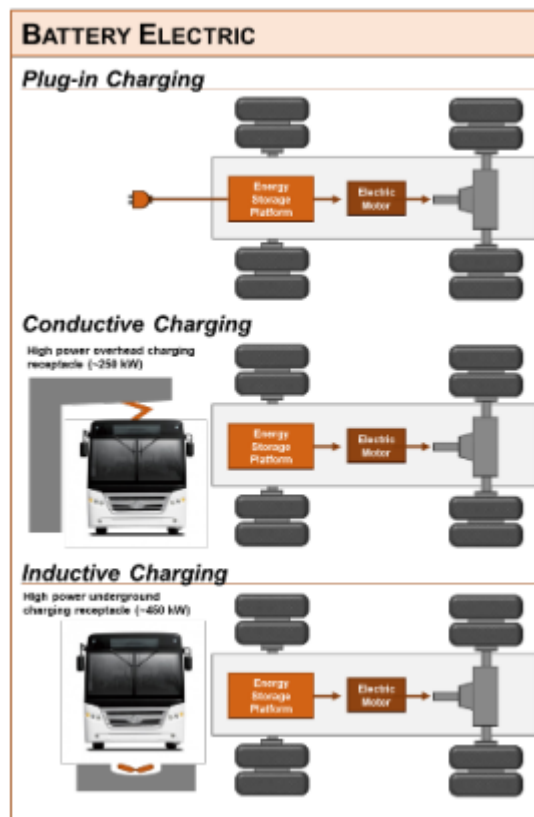 BATTERY ELECTRIC
Plug-in Charging
Energy
Storage
Platform
Electric
Motor
Conductive Charging
High power overhead charging
receptacle (~250 kW)
Energy
Storage
Platform
Electric
Motor
Inductive Charging
High power underground
charging receptacle (~450 kW)
Energy
Storage
Platform
Electric
Motor